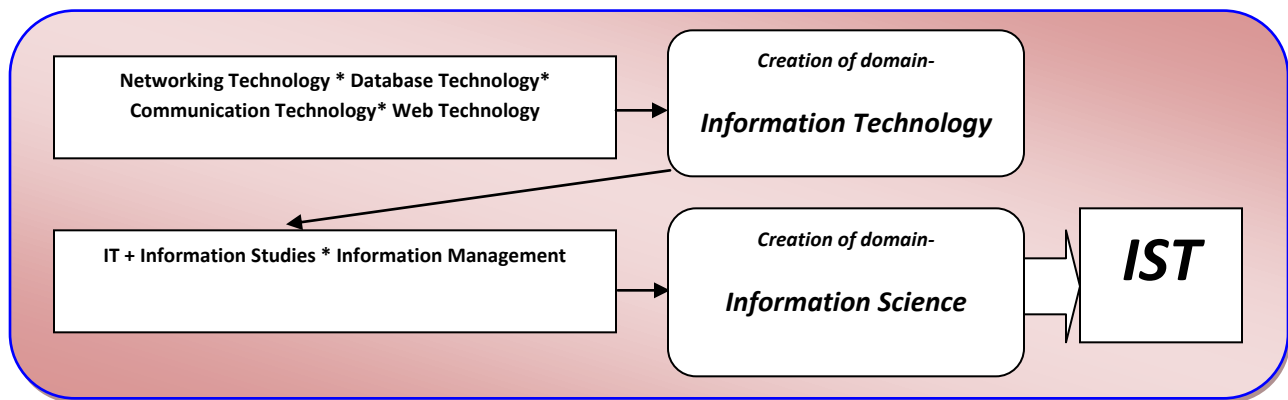 Networking Technology * Database Technology*
Communication Technology* Web Technology
Creation of domain-
Information Technology
IT + Information Studies * Information Management
Creation of domain-
Information Science
IST